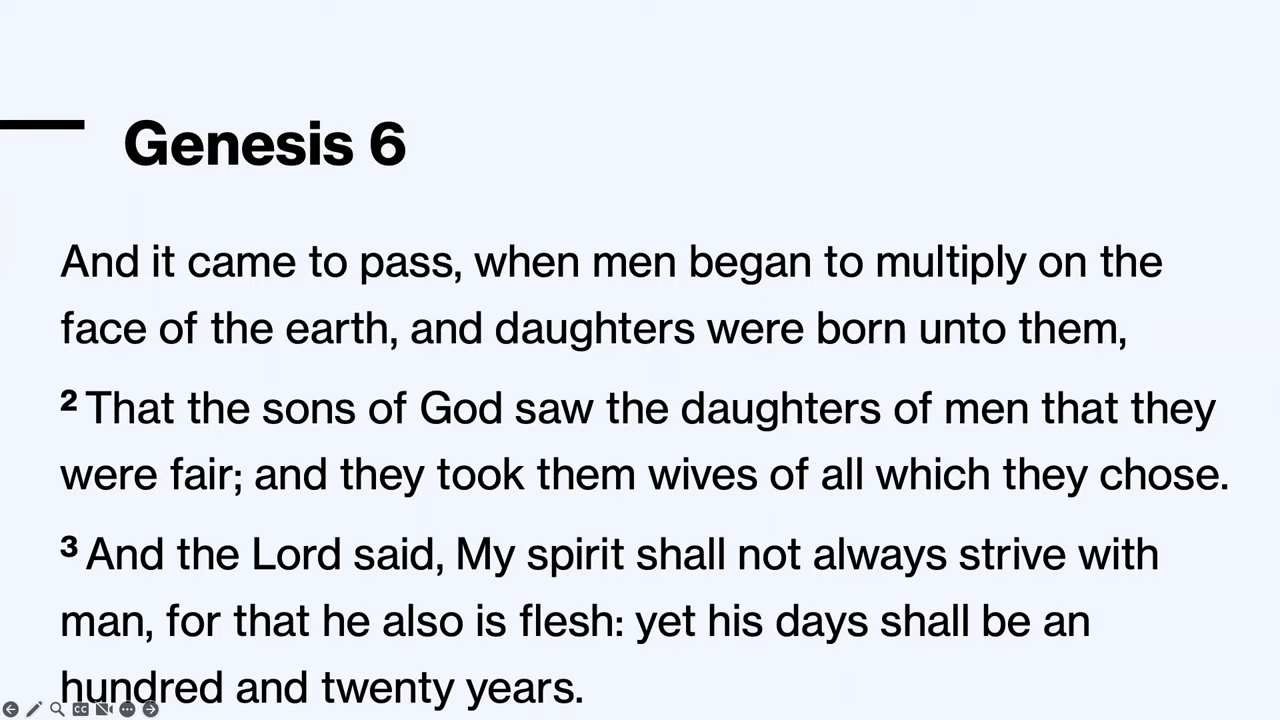 Genesis 6
And it came to pass, when men began to multiply on the
face of the earth, and daughters were born unto them,
² That the sons of God saw the daughters of men that they
were fair; and they took them wives of all which they chose.
³ And the Lord said, My spirit shall not always strive with
man, for that he also is flesh: yet his days shall be an
hundred and twenty years.
CC